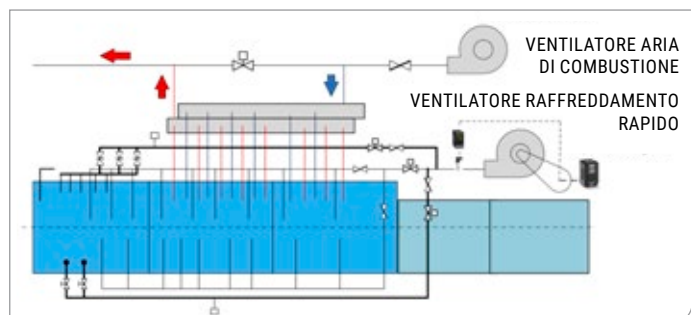 VENTILATORE ARIA
DI COMBUSTIONE
VENTILATORE RAFFREDDAMENTO
RAPIDO